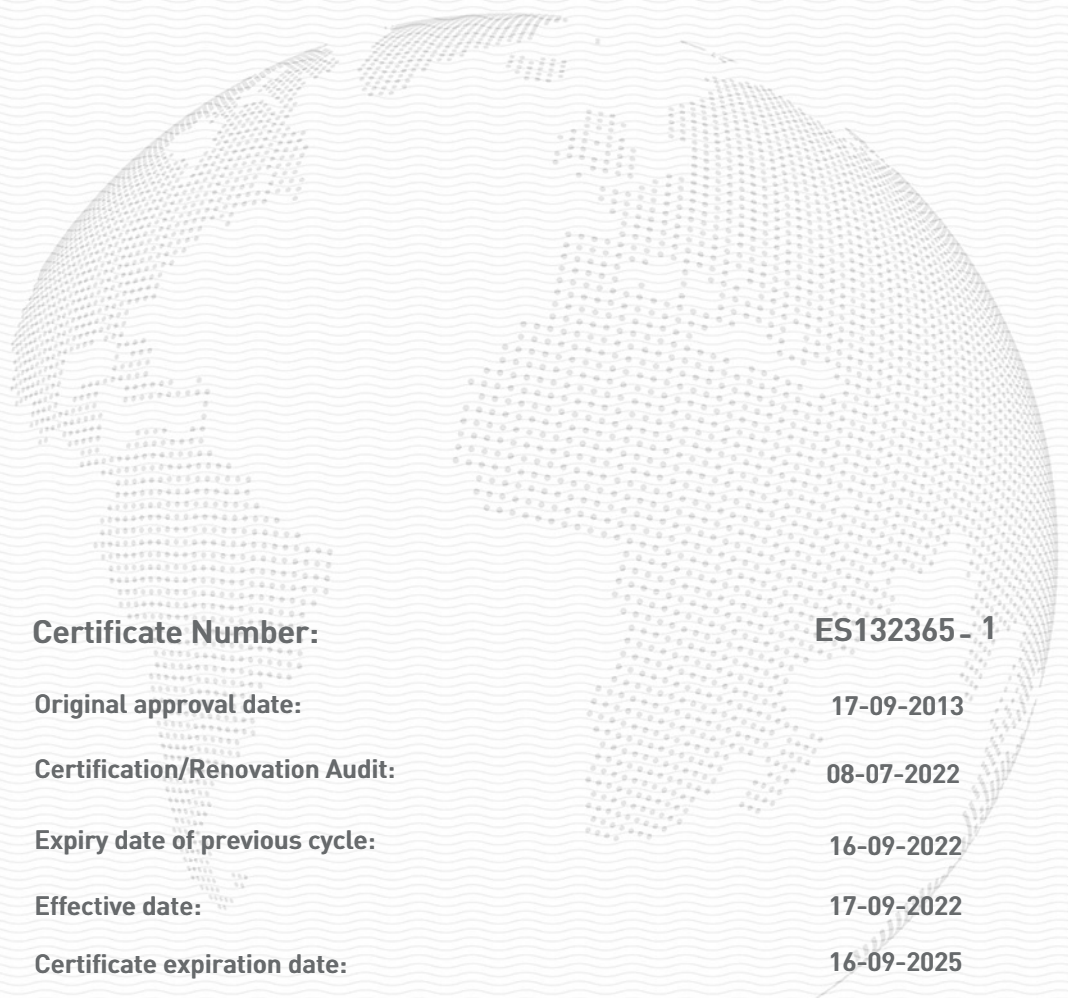 Certificate Number: ES132365- 1
Original approval date: 17-09-2013
Certification/Renovation Audit: 08-07-2022
Expiry date of previous cycle: 16-09-2022
Effective date: 17-09-2022
Certificate expiration date: 16-09-2025